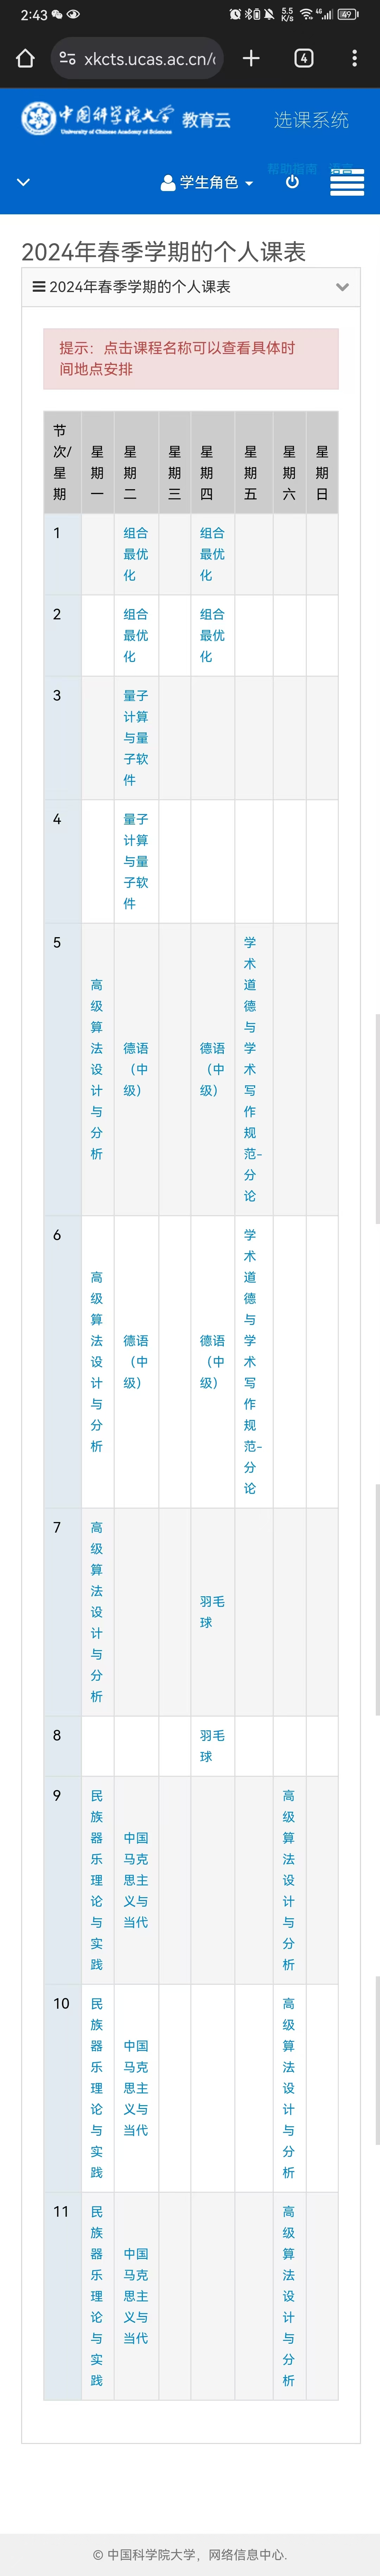 2:43
5.5
K/s
4G
49
xkcts.ucas.ac.cn/
4
中国科学院大学
University of Chinese Academy of Sciences
教育云
选课系统
帮助指南 语言
学生角色
2024年春季学期的个人课表
2024年春季学期的个人课表
提示：点击课程名称可以查看具体时
间地点安排
节
次/
星
期
星
期
一
星
期
二
星
期
三
星
期
四
星
期
五
星
期
六
星
期
日
1
组合
最优
化
组合
最优
化
2
组合
最优
化
组合
最优
化
3
量子
计算
与量
子软
件
4
量子
计算
与量
子软
件
5
高
级
算
法
设
计
与
分
析
德语
（中
级）
德语
（中
级）
学
术
道
德
与
学
术
写
作
规
范-
分
论
6
高
级
算
法
设
计
与
分
析
德语
（中
级）
德语
（中
级）
学
术
道
德
与
学
术
写
作
规
范-
分
论
7
高
级
算
法
设
计
与
分
析
羽毛
球
8
羽毛
球
9
民
族
器
乐
理
论
与
实
践
中国
马克
思主
义与
当代
高
级
算
法
设
计
与
分
析
10
民
族
器
乐
理
论
与
实
践
中国
马克
思主
义与
当代
高
级
算
法
设
计
与
分
析
11
民
族
器
乐
理
论
与
实
践
中国
马克
思主
义与
当代
高
级
算
法
设
计
与
分
析
© 中国科学院大学，网络信息中心.